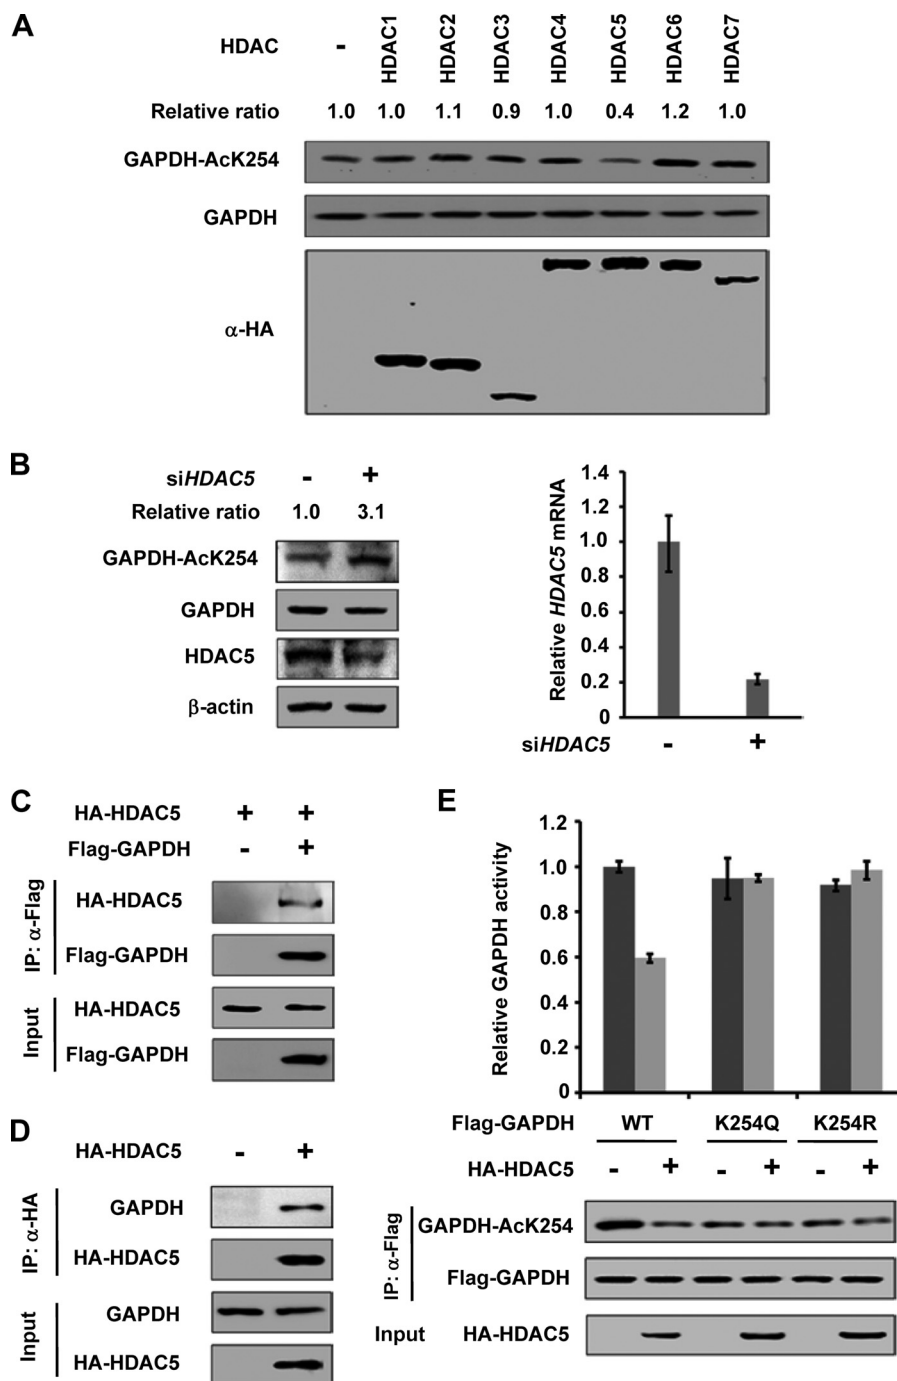 A
HDAC - HDAC1 HDAC2 HDAC3 HDAC4 HDAC5 HDAC6 HDAC7
Relative ratio 1.0 1.0 1.1 0.9 1.0 0.4 1.2 1.0
GAPDH-AcK254
GAPDH
α-HA
B
siHDAC5 - +
Relative ratio 1.0 3.1
GAPDH-AcK254
GAPDH
HDAC5
β-actin
Relative HDAC5 mRNA
1.4
1.2
1.0
0.8
0.6
0.4
0.2
0
siHDAC5 - +
C
HA-HDAC5 + +
Flag-GAPDH - +
IP: α-Flag
HA-HDAC5
Flag-GAPDH
Input
HA-HDAC5
Flag-GAPDH
D
HA-HDAC5 - +
IP: α-HA
GAPDH
HA-HDAC5
Input
GAPDH
HA-HDAC5
E
Relative GAPDH activity
1.2
1.0
0.8
0.6
0.4
0.2
0
Flag-GAPDH WT K254Q K254R
HA-HDAC5 - + - + - +
IP: α-Flag
GAPDH-AcK254
Flag-GAPDH
Input HA-HDAC5